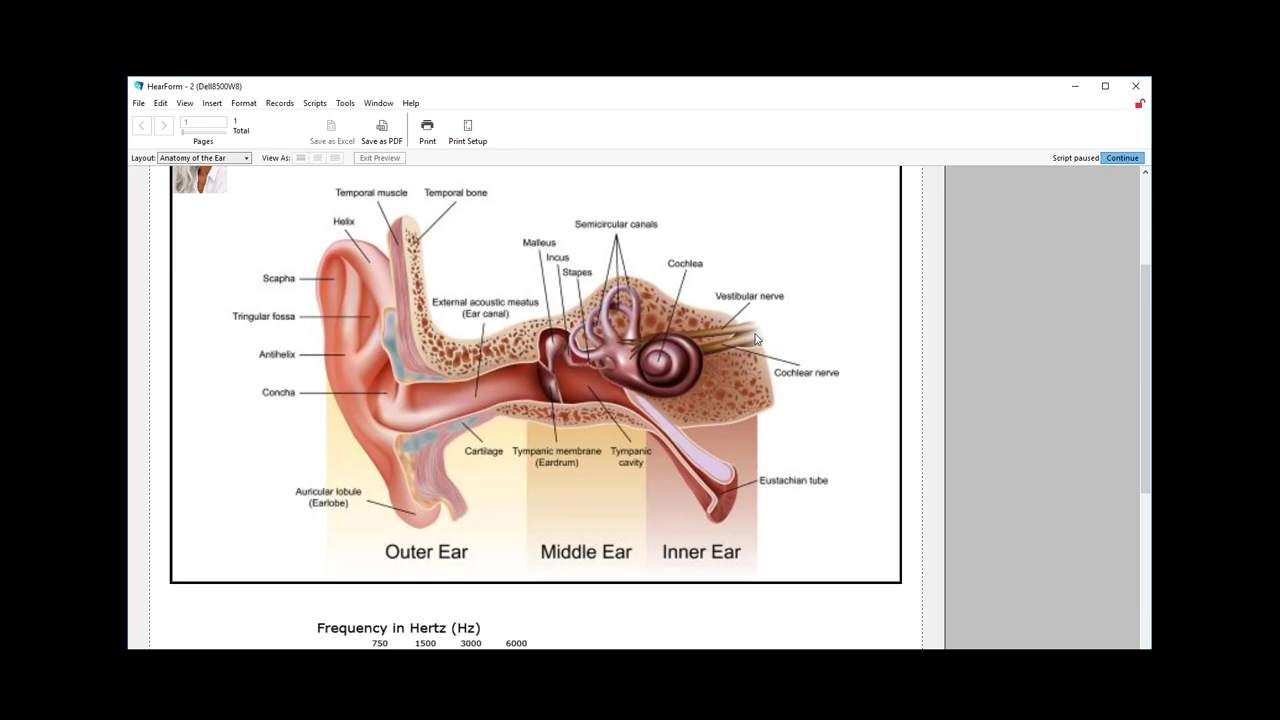 HearForm - 2 (Dell8500W8)
File Edit View Insert Format Records Scripts Tools Window Help
1
1
Total
Pages
Save as Excel Save as PDF Print Print Setup
Layout: Anatomy of the Ear View As: Exit Preview Script paused Continue
Temporal muscle Temporal bone
Helix
Semicircular canals
Malleus
Incus
Stapes
Cochlea
Scapha
Vestibular nerve
External acoustic meatus
(Ear canal)
Tringular fossa
Antihelix
Cochlear nerve
Concha
Cartilage
Tympanic membrane
(Eardrum)
Tympanic
cavity
Eustachian tube
Auricular lobule
(Earlobe)
Outer Ear Middle Ear Inner Ear
Frequency in Hertz (Hz)
750 1500 3000 6000